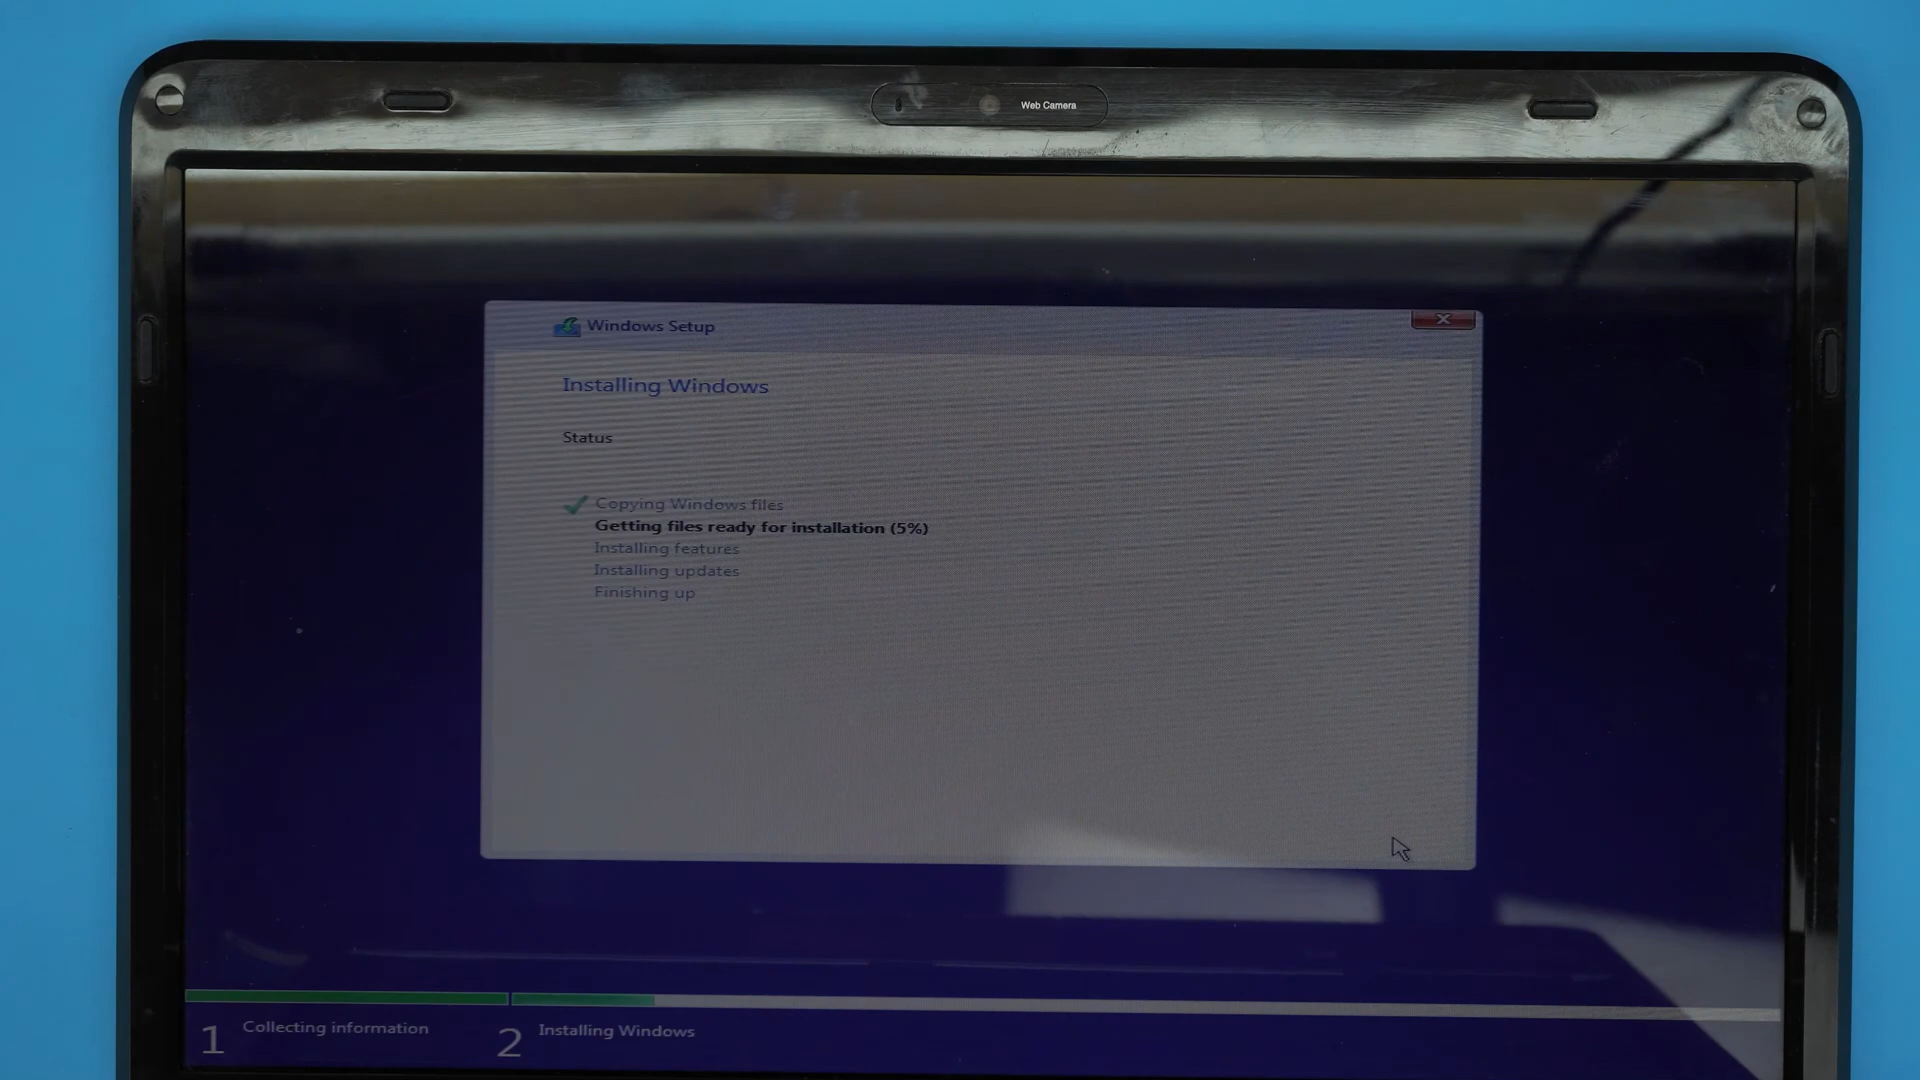 Web Camera
Windows Setup
Installing Windows
Status
Copying Windows files
Getting files ready for installation (5%)
Installing features
Installing updates
Finishing up
1 Collecting information
2 Installing Windows